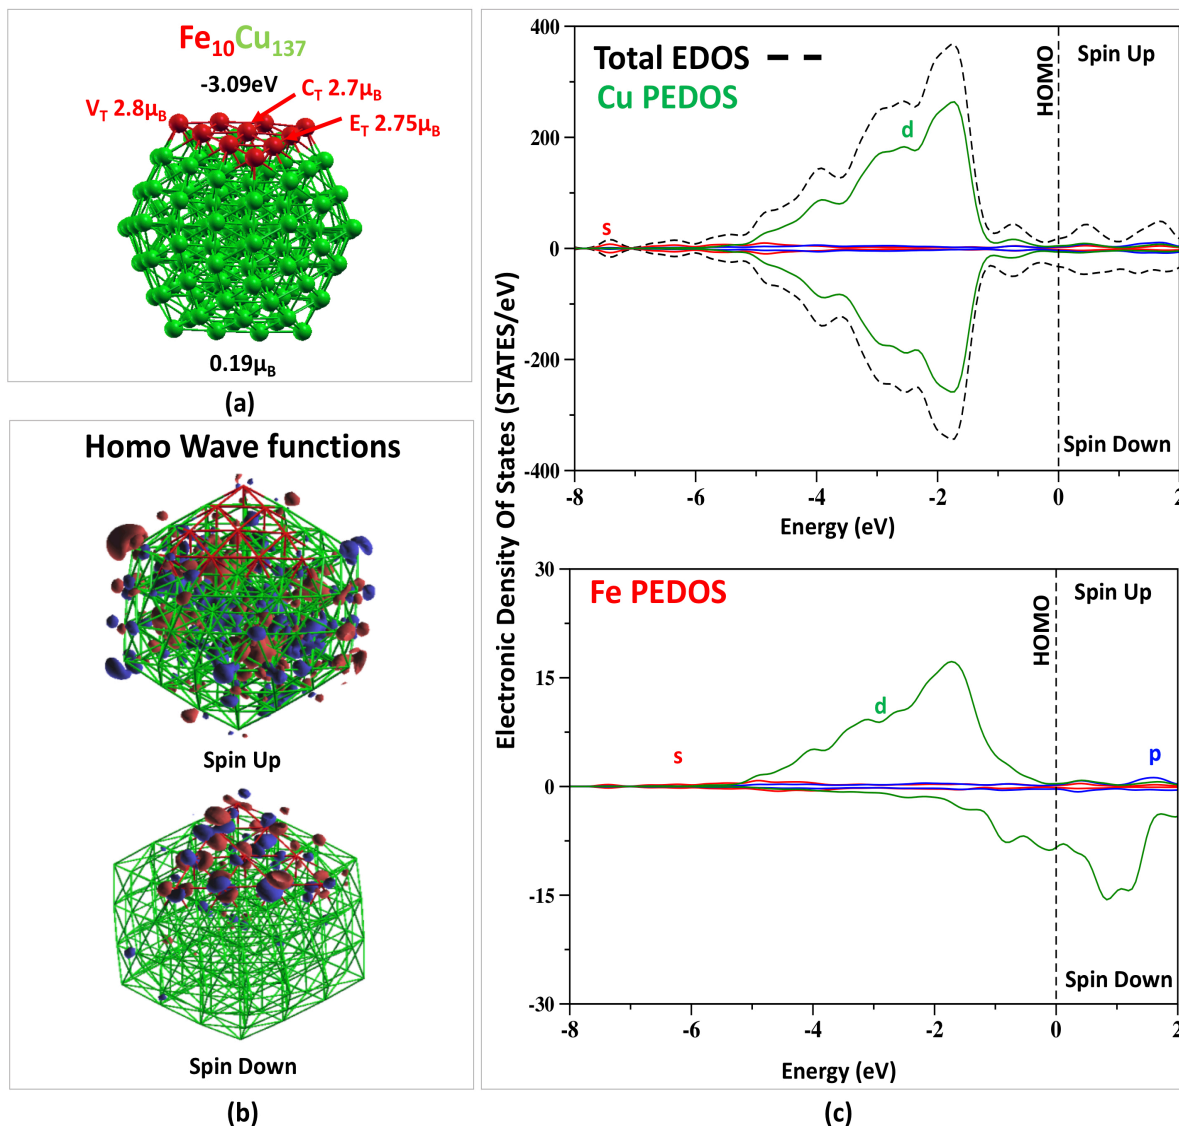 Fe10Cu137
-3.09eV
CT 2.7μB
VT 2.8μB
ET 2.75μB
0.19μB
(a)
Homo Wave functions
Spin Up
Spin Down
(b)
Electronic Density Of States (STATES/eV)
400
200
0
-200
-400
Total EDOS
Cu PEDOS
d
s
HOMO
Spin Up
Spin Down
-8
-6
-4
-2
0
2
Energy (eV)
30
15
0
-15
-30
Fe PEDOS
d
s
p
HOMO
Spin Up
Spin Down
-8
-6
-4
-2
0
2
Energy (eV)
(c)